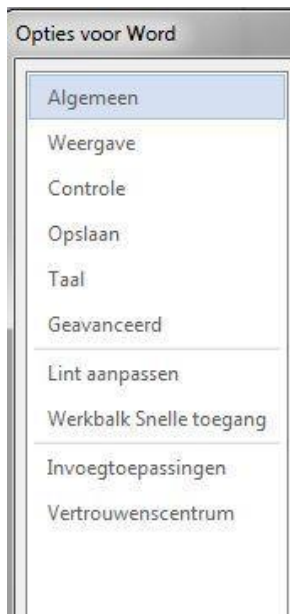 Opties voor Word
Algemeen
Weergave
Controle
Opslaan
Taal
Geavanceerd
Lint aanpassen
Werkbalk Snelle toegang
Invoegtoepassingen
Vertrouwenscentrum